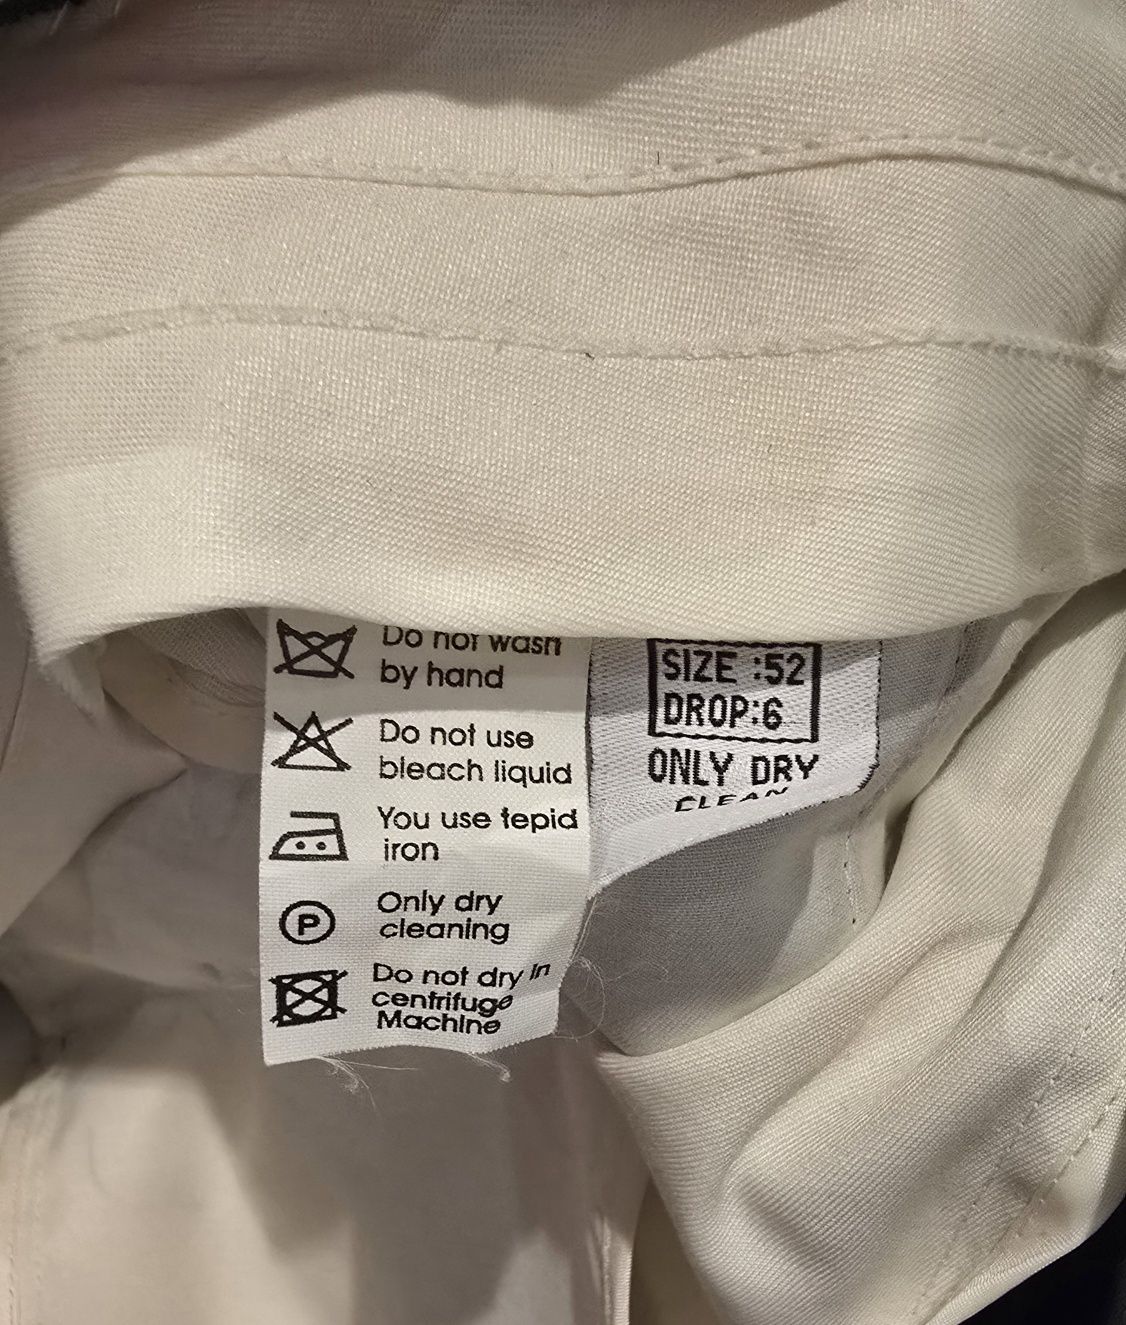 Do not wash
by hand
Do not use
bleach liquid
You use tepid
iron
P
Only dry
cleaning
Do not dry in
centrifuge
Machine
SIZE :52
DROP:6
ONLY DRY
CLEAN